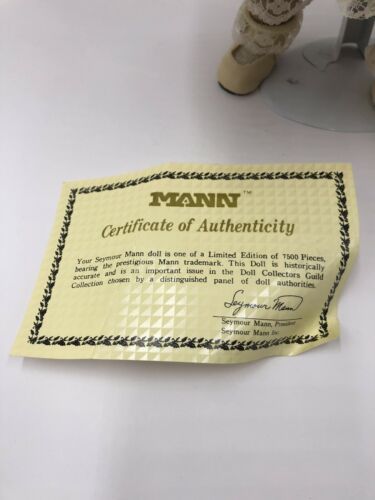 MANN™
Certificate of Authenticity
Your Seymour Mann doll is one of a Limited Edition of 7500 Pieces,
bearing the prestigious Mann trademark. This Doll is historically
accurate and is an important issue in the Doll Collectors Guild
Collection chosen by a distinguished panel of doll authorities.
Seymour Mann
Seymour Mann, President
Seymour Mann Inc.